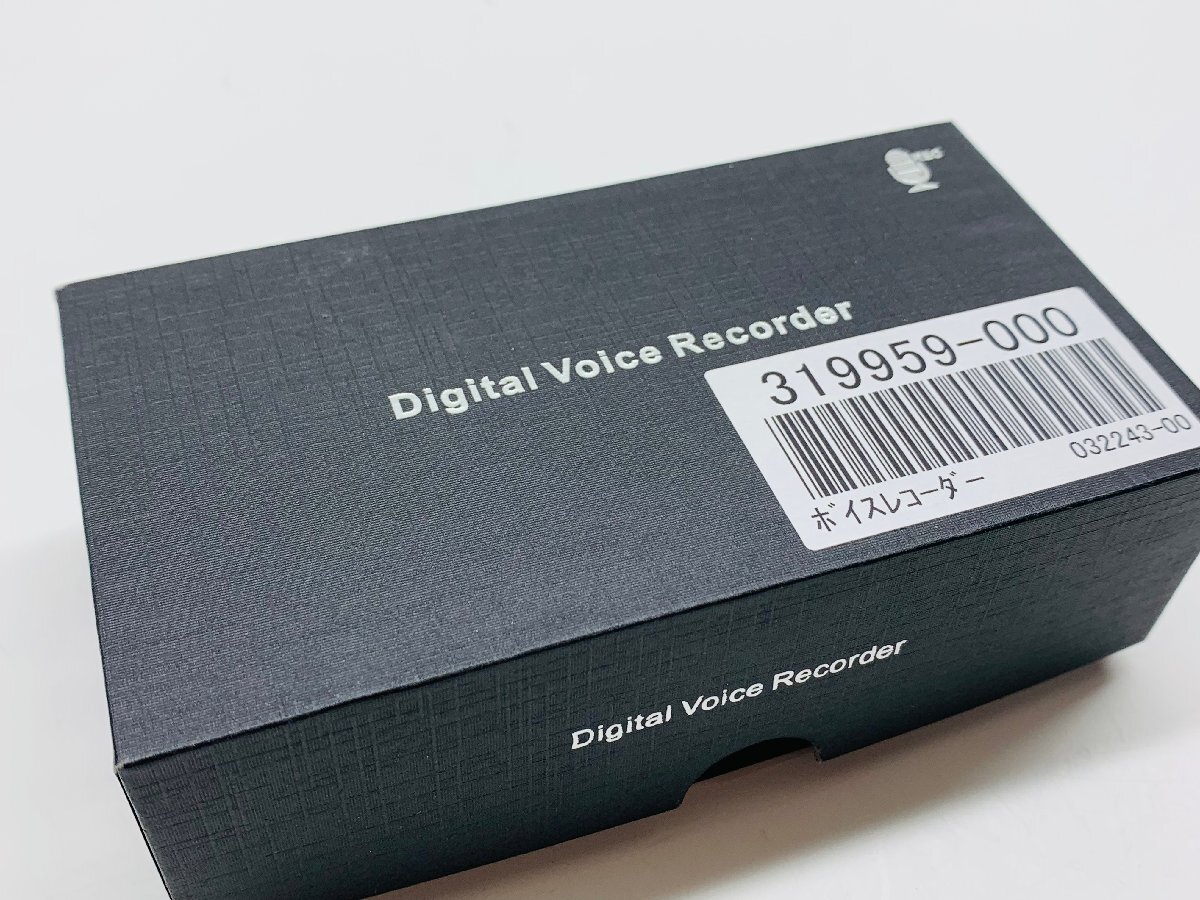 Digital Voice Recorder
319959-000
032243-00
ボイスレコーダー
Digital Voice Recorder